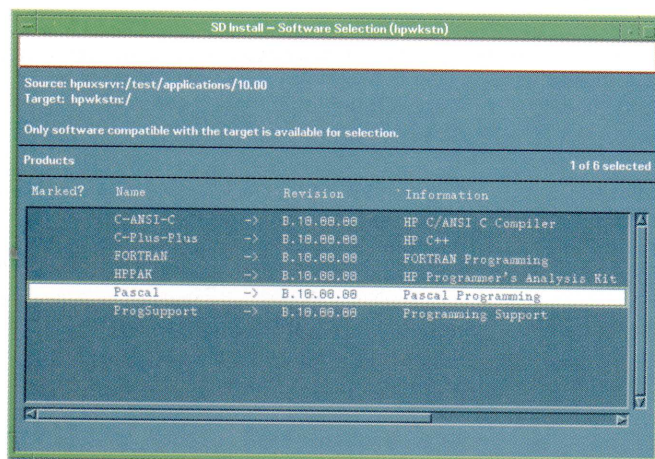 SD Install – Software Selection (hpwkstn)
Source: hpuxsrvr:/test/applications/10.00
Target: hpwkstn:/
Only software compatible with the target is available for selection.
Products 1 of 6 selected
Marked? Name Revision Information
C-ANSI-C -> B.10.00.00 HP C/ANSI C Compiler
C-Plus-Plus -> B.10.00.00 HP C++
FORTRAN -> B.10.00.00 FORTRAN Programming
HPPAK -> B.10.00.00 HP Programmer's Analysis Kit
Pascal -> B.10.00.00 Pascal Programming
ProgSupport -> B.10.00.00 Programming Support